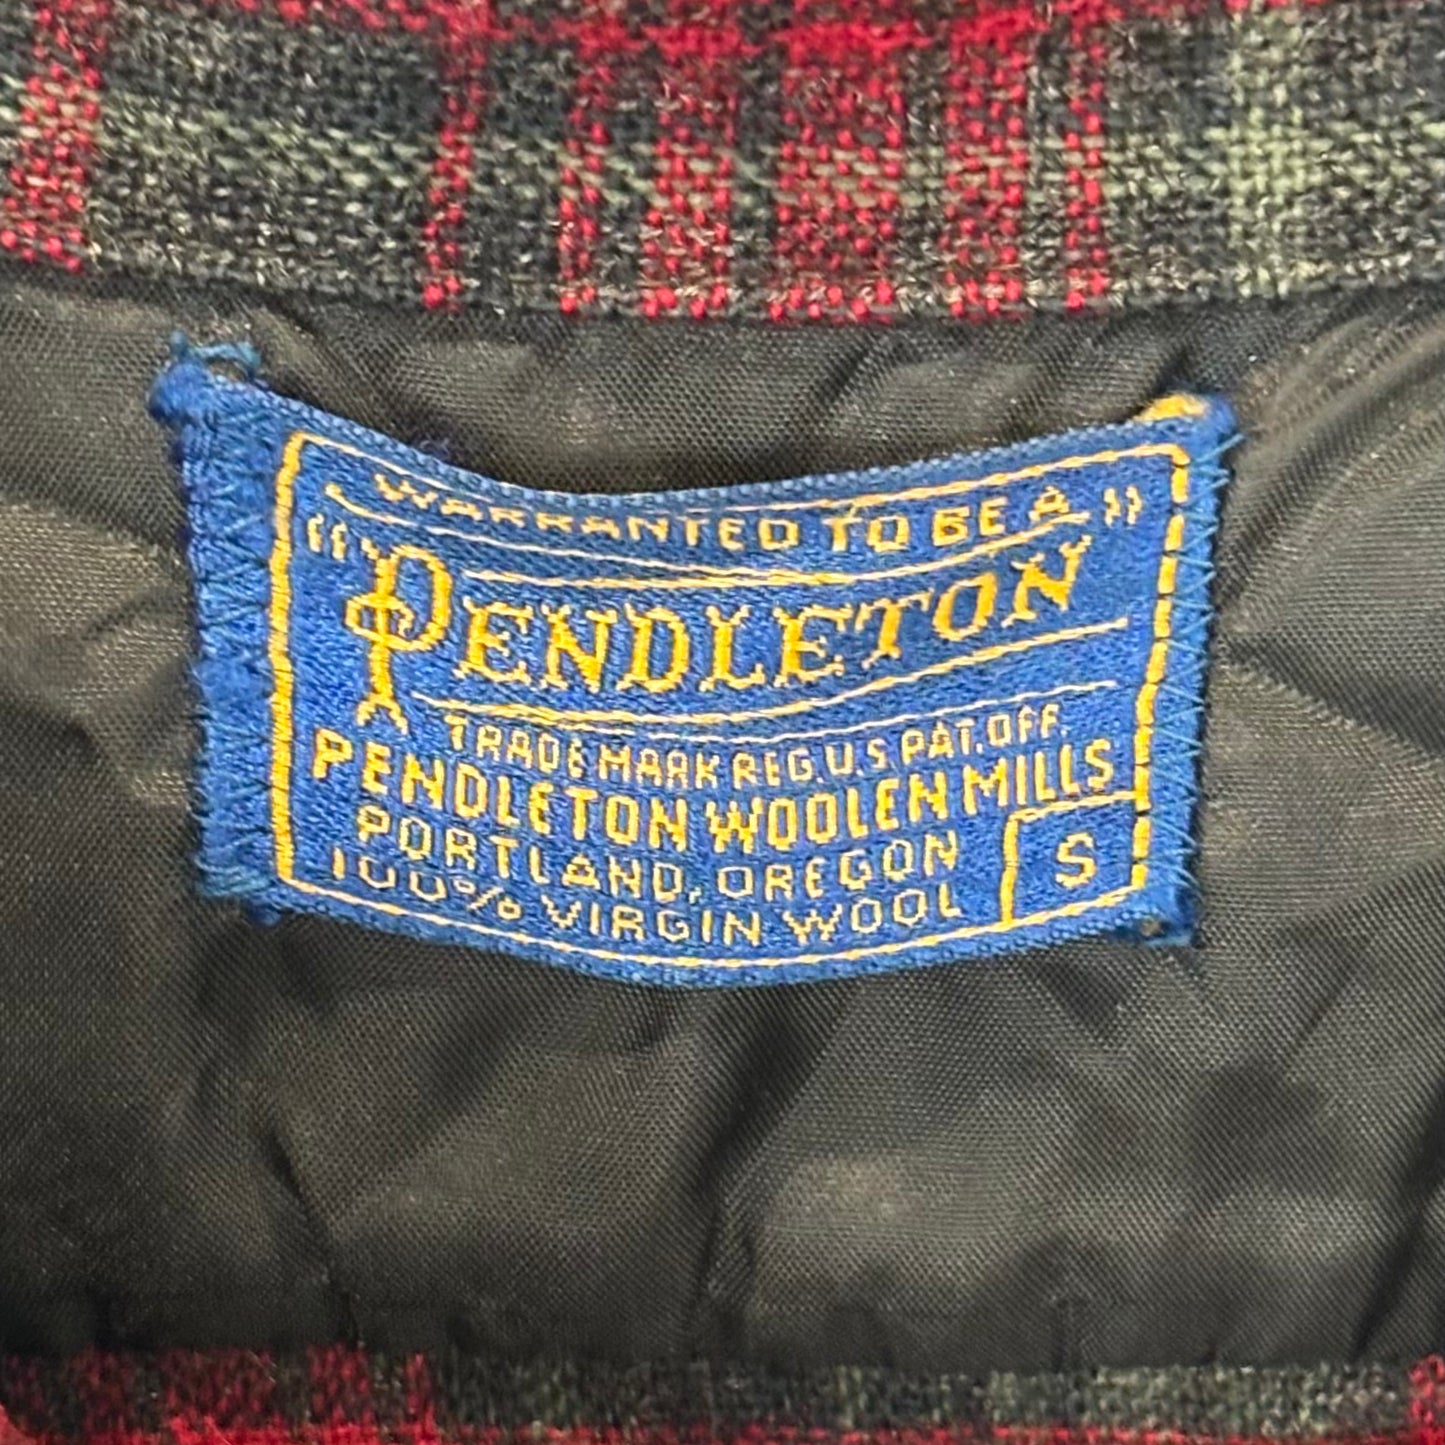 WARRANTED TO BE A
"PENDLETON"
TRADE MARK REG. U.S. PAT. OFF.
PENDLETON WOOLEN MILLS
PORTLAND, OREGON
100% VIRGIN WOOL
S